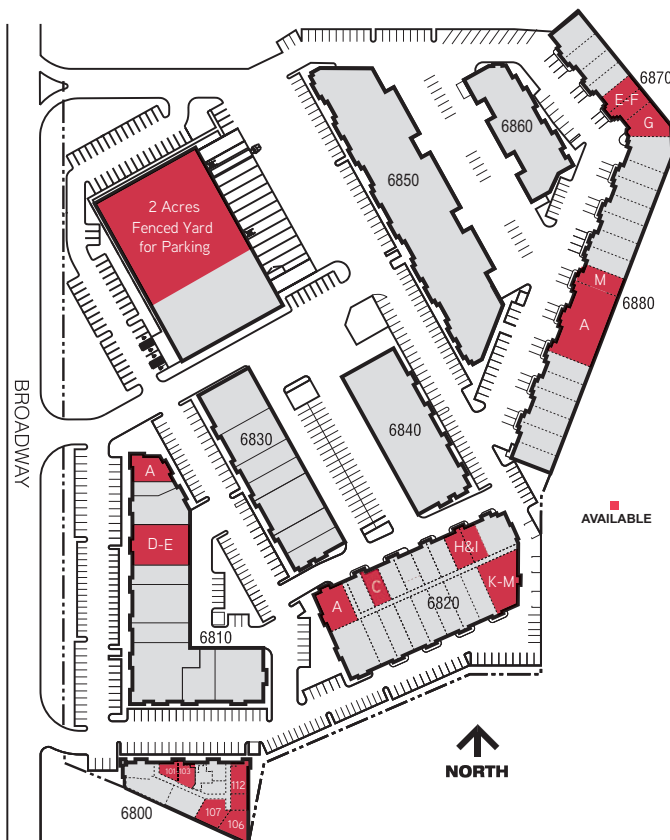 6870
E-F
G
6860
6850
2 Acres
Fenced Yard
for Parking
M
6880
A
BROADWAY
6830
6840
A
AVAILABLE
D-E
H&I
K-M
C
A
6820
6810
NORTH
101
103
112
107
106
6800